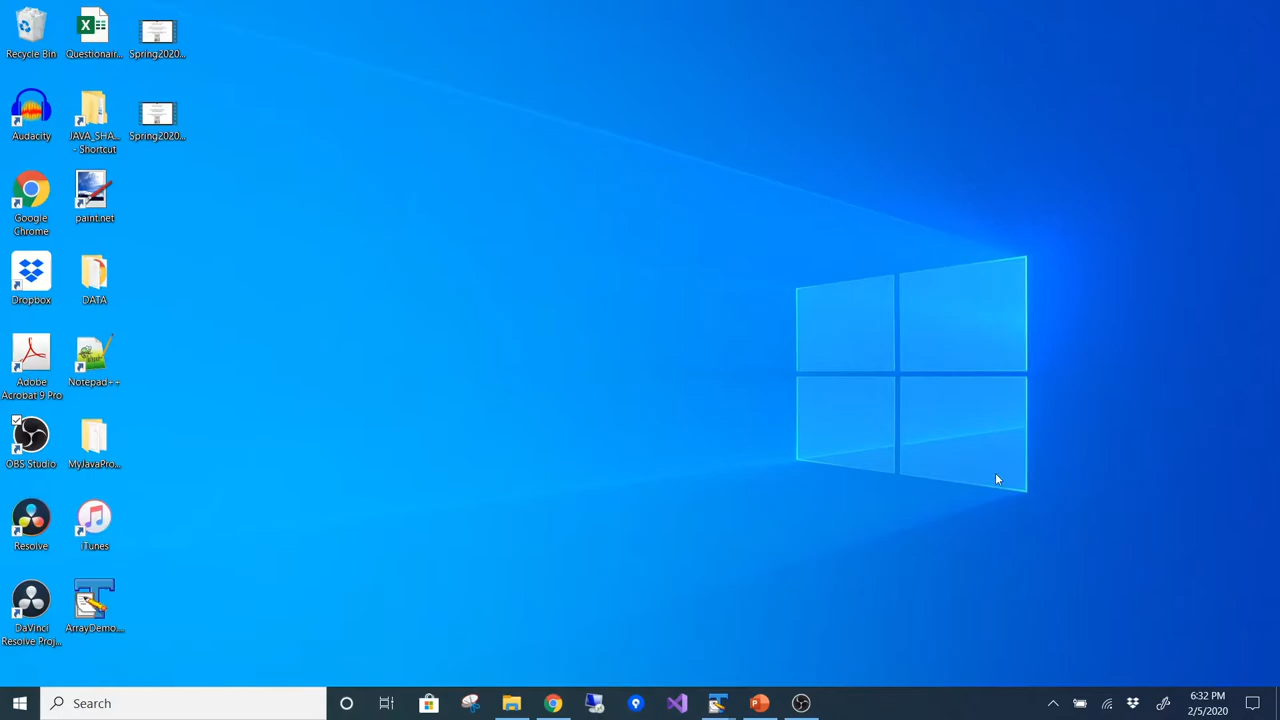 Recycle Bin
Questionair...
Spring2020...
Audacity
JAVA_SHA...
- Shortcut
Spring2020...
Google
Chrome
paint.net
Dropbox
DATA
Adobe
Acrobat 9 Pro
Notepad++
OBS Studio
MyJavaPro...
Resolve
iTunes
DaVinci
Resolve Proj...
ArrayDemo....
Search
6:32 PM
2/5/2020